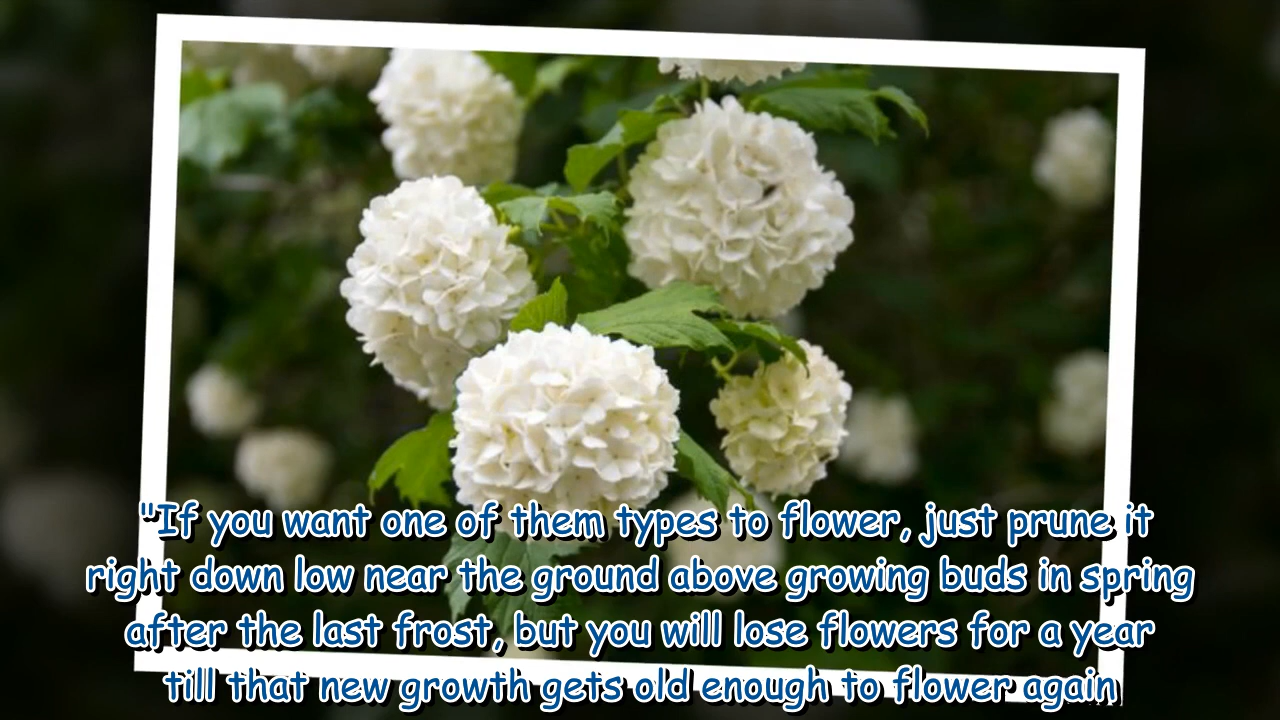 "If you want one of them types to flower, just prune it
right down low near the ground above growing buds in spring
after the last frost, but you will lose flowers for a year
till that new growth gets old enough to flower again